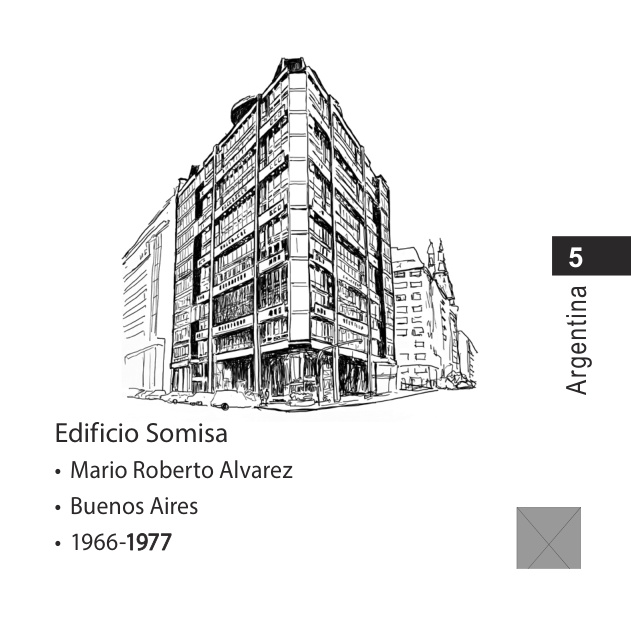 5
Argentina
Edificio Somisa
• Mario Roberto Alvarez
• Buenos Aires
• 1966-1977